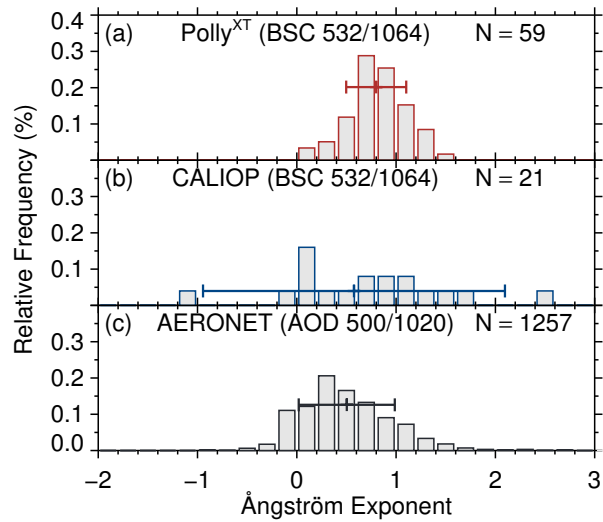 0.4
(a) Polly^XT (BSC 532/1064) N = 59
0.3
0.2
0.1
(b) CALIOP (BSC 532/1064) N = 21
0.3
0.2
0.1
(c) AERONET (AOD 500/1020) N = 1257
0.3
0.2
0.1
0.0
−2 −1 0 1 2 3
Ångström Exponent
Relative Frequency (%)